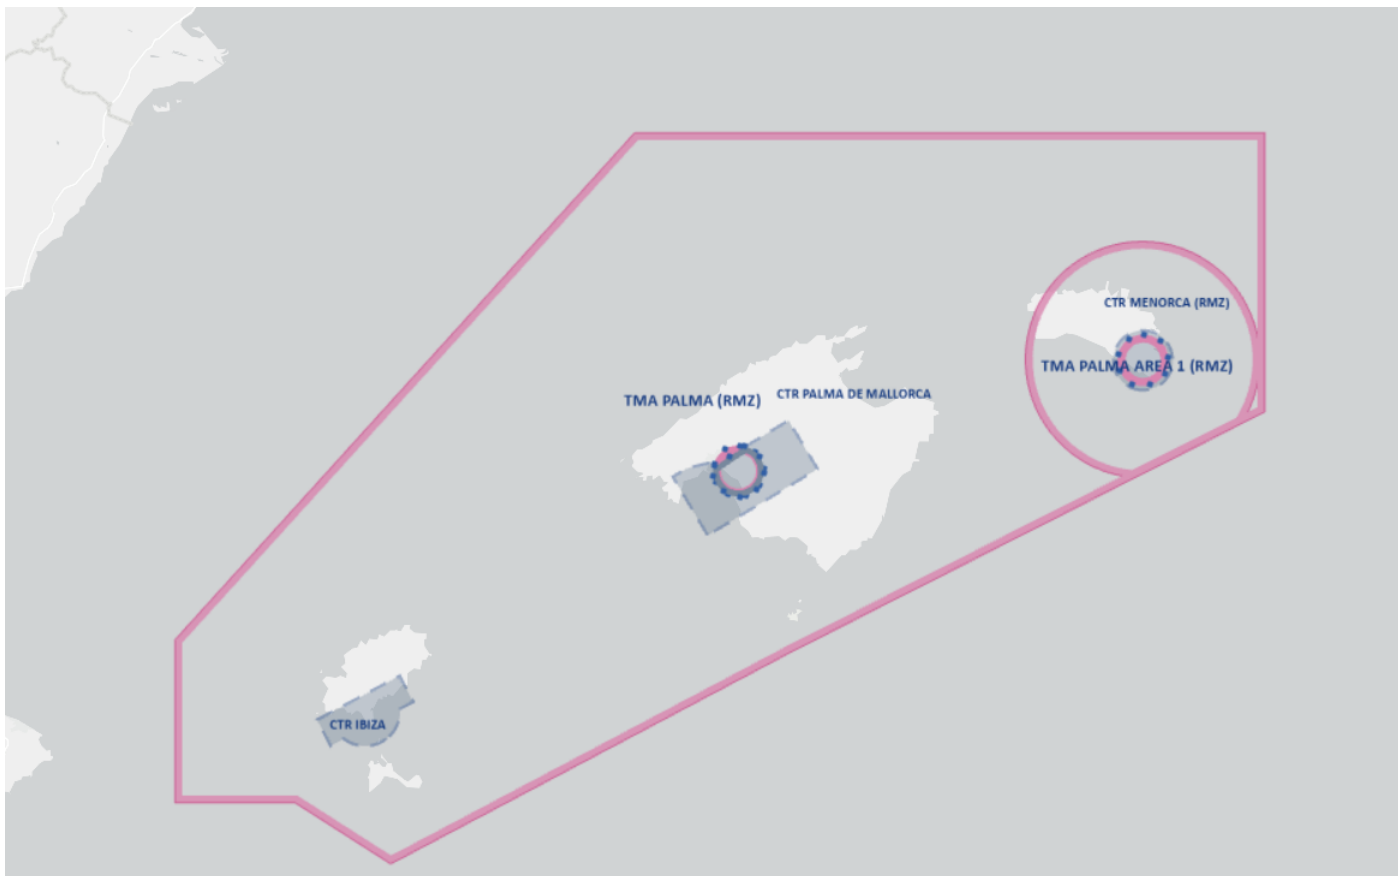 CTR MENORCA (RMZ)
TMA PALMA AREA 1 (RMZ)
CTR PALMA DE MALLORCA
TMA PALMA (RMZ)
CTR IBIZA